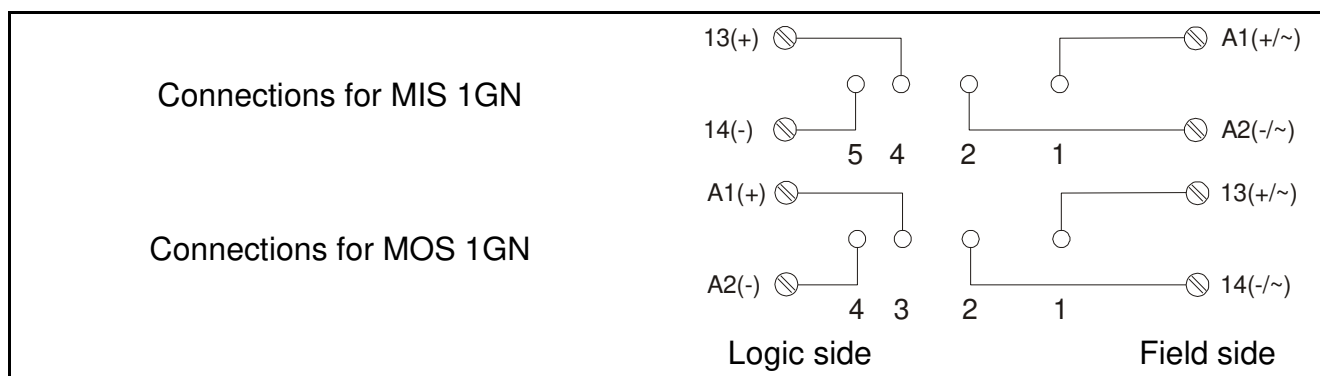 13(+) A1(+/~)
Connections for MIS 1GN
14(-) A2(-/~)
5 4 2 1
A1(+) 13(+/~)
Connections for MOS 1GN
A2(-) 14(-/~)
4 3 2 1
Logic side Field side